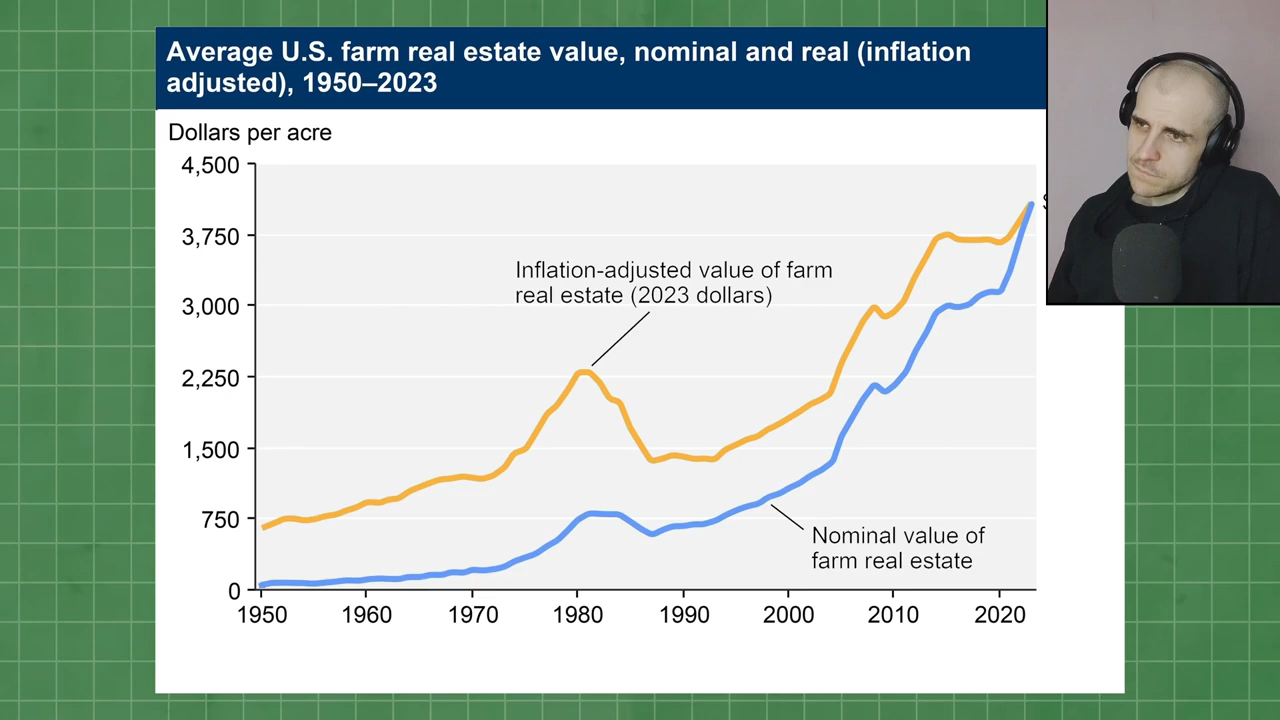 Average U.S. farm real estate value, nominal and real (inflation
adjusted), 1950–2023
Dollars per acre
4,500
3,750
3,000
2,250
1,500
750
0
Inflation-adjusted value of farm
real estate (2023 dollars)
Nominal value of
farm real estate
1950 1960 1970 1980 1990 2000 2010 2020